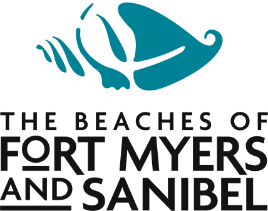 THE BEACHES OF
FORT MYERS
AND SANIBEL